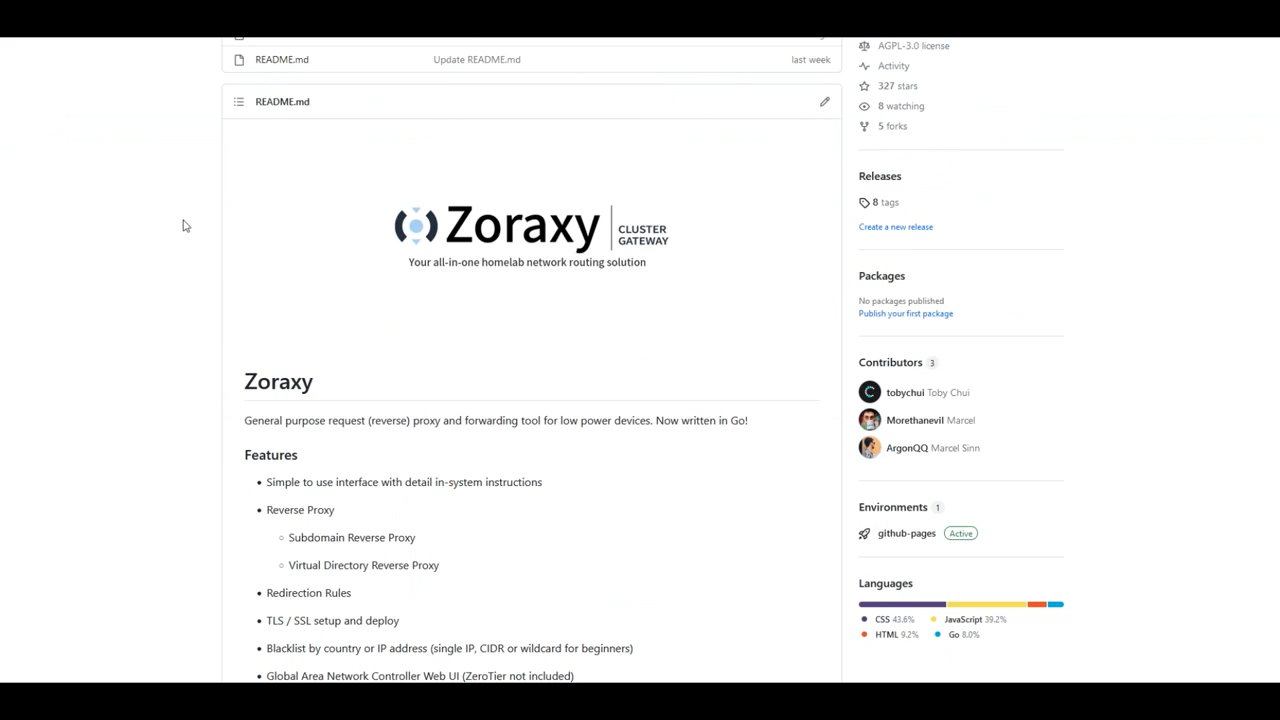 README.md Update README.md last week
README.md
Zoraxy CLUSTER
GATEWAY
Your all-in-one homelab network routing solution
Zoraxy
General purpose request (reverse) proxy and forwarding tool for low power devices. Now written in Go!
Features
Simple to use interface with detail in-system instructions
Reverse Proxy
Subdomain Reverse Proxy
Virtual Directory Reverse Proxy
Redirection Rules
TLS / SSL setup and deploy
Blacklist by country or IP address (single IP, CIDR or wildcard for beginners)
Global Area Network Controller Web UI (ZeroTier not included)
AGPL-3.0 license
Activity
327 stars
8 watching
5 forks
Releases
8 tags
Create a new release
Packages
No packages published
Publish your first package
Contributors 3
tobychui Toby Chui
Morethanevil Marcel
ArgonQQ Marcel Sinn
Environments 1
github-pages Active
Languages
CSS 43.6% JavaScript 39.2%
HTML 9.2% Go 8.0%